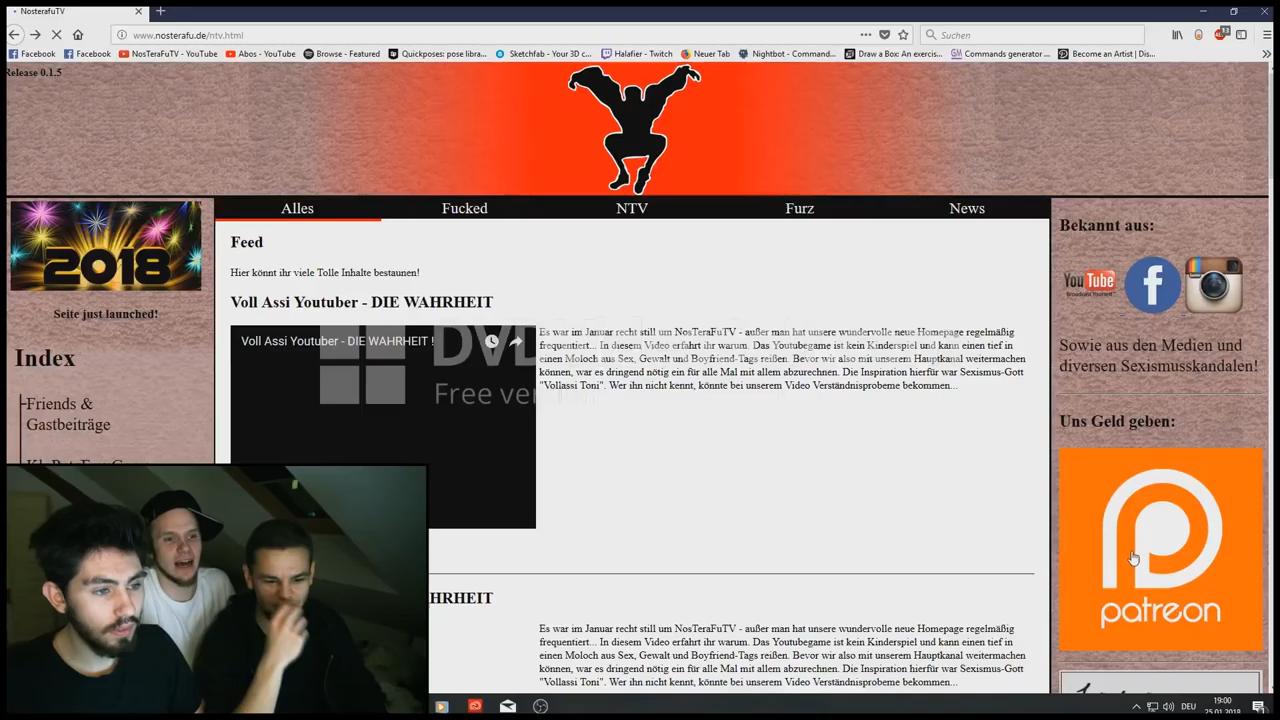 NosterafuTV
www.nosterafu.de/ntv.html
Suchen
Facebook
Facebook
NosTeraFuTV - YouTube
Abos - YouTube
Browse - Featured
Quickposes: pose libra...
Sketchfab - Your 3D c...
Halafier - Twitch
Neuer Tab
Nightbot - Command...
Draw a Box: An exercis...
Commands generator ...
Become an Artist | Dis...
Release 0.1.5
2018
Seite just launched!
Index
Friends &
Gastbeiträge
Alles
Fucked
NTV
Furz
News
Feed
Hier könnt ihr viele Tolle Inhalte bestaunen!
Voll Assi Youtuber - DIE WAHRHEIT
Voll Assi Youtuber - DIE WAHRHEIT !
Es war im Januar recht still um NosTeraFuTV - außer man hat unsere wundervolle neue Homepage regelmäßig
frequentiert... In diesem Video erfahrt ihr warum. Das Youtubegame ist kein Kinderspiel und kann einen tief in
einen Moloch aus Sex, Gewalt und Boyfriend-Tags reißen. Bevor wir also mit unserem Hauptkanal weitermachen
können, war es dringend nötig ein für alle Mal mit allem abzurechnen. Die Inspiration hierfür war Sexismus-Gott
"Vollassi Toni". Wer ihn nicht kennt, könnte bei unserem Video Verständnisprobe bekommen...
Free ver
HRHEIT
Es war im Januar recht still um NosTeraFuTV - außer man hat unsere wundervolle neue Homepage regelmäßig
frequentiert... In diesem Video erfahrt ihr warum. Das Youtubegame ist kein Kinderspiel und kann einen tief in
einen Moloch aus Sex, Gewalt und Boyfriend-Tags reißen. Bevor wir also mit unserem Hauptkanal weitermachen
können, war es dringend nötig ein für alle Mal mit allem abzurechnen. Die Inspiration hierfür war Sexismus-Gott
"Vollassi Toni". Wer ihn nicht kennt, könnte bei unserem Video Verständnisprobleme bekommen...
Bekannt aus:
YouTube
Broadcast Yourself
Sowie aus den Medien und
diversen Sexismusskandalen!
Uns Geld geben:
patreon
DEU
19:00
25.01.2018